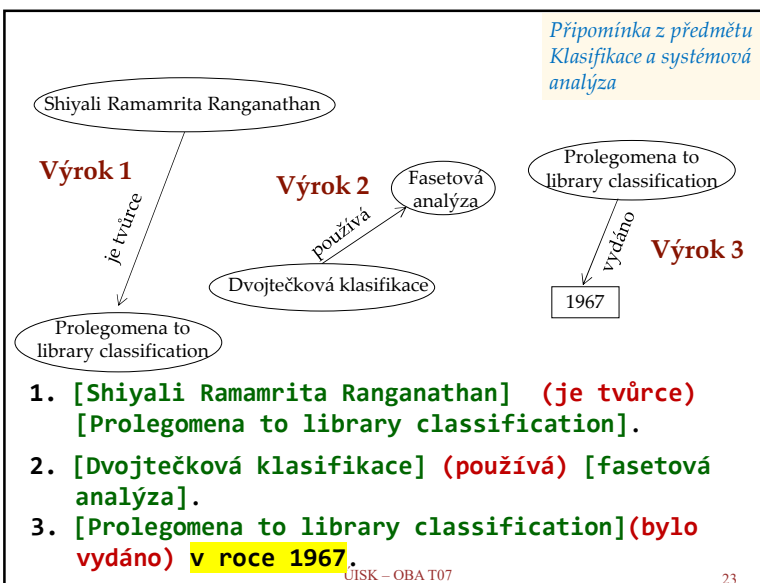 Připomínka z předmětu
Klasifikace a systémová
analýza
Shiyali Ramamrita Ranganathan
Výrok 1
je tvůrce
Prolegomena to
library classification
Výrok 2
Fasetová
analýza
používá
Dvojtečková klasifikace
Prolegomena to
library classification
vydáno
Výrok 3
1967
1. [Shiyali Ramamrita Ranganathan] (je tvůrce)
[Prolegomena to library classification].
2. [Dvojtečková klasifikace] (používá) [fasetová
analýza].
3. [Prolegomena to library classification](bylo
vydáno) v roce 1967.
UISK – OBA T07
23